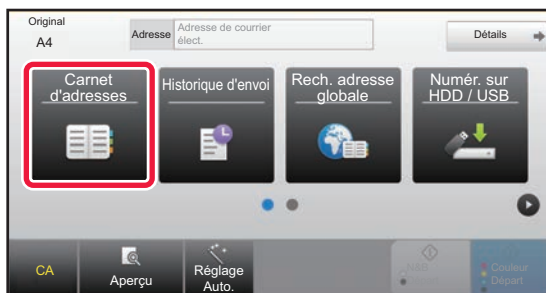 Original
A4
Adresse
Adresse de courrier
élect.
Détails
Carnet
d'adresses
Historique d'envoi
Rech. adresse
globale
Numér. sur
HDD / USB
CA
Aperçu
Réglage
Auto.
N&B
Départ
Couleur
Départ